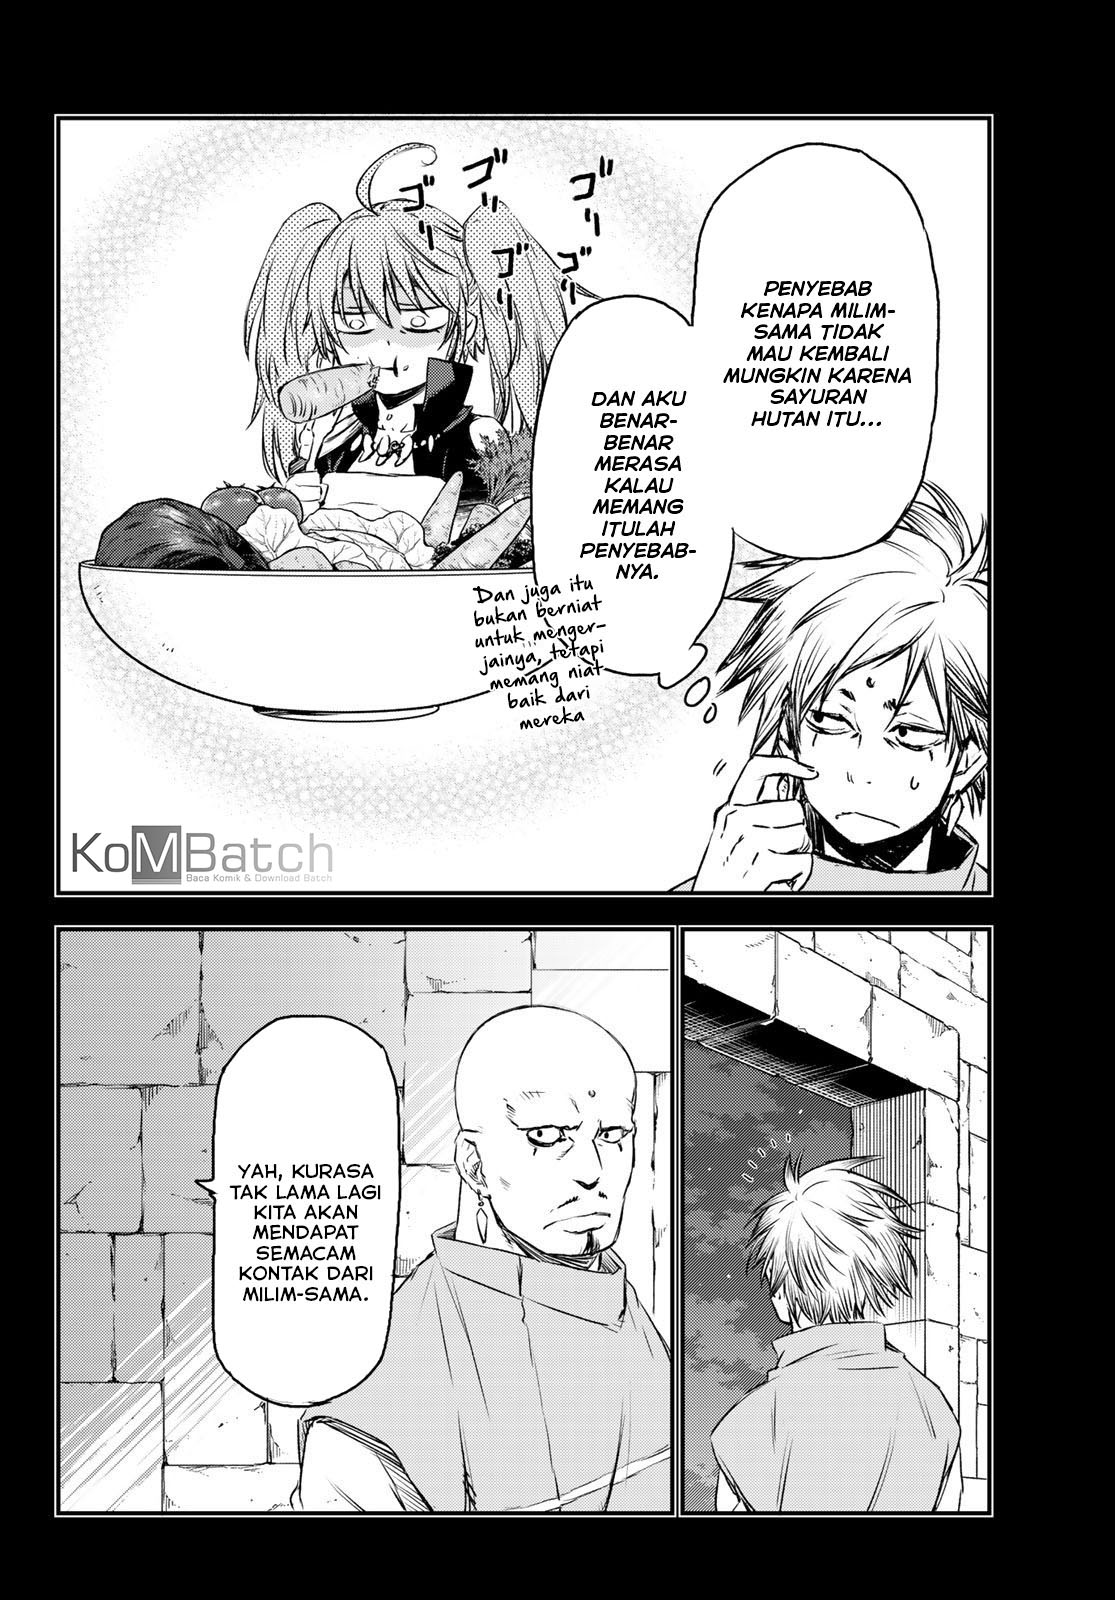 PENYEBAB
KENAPA MILIM-
SAMA TIDAK
MAU KEMBALI
MUNGKIN KARENA
SAYURAN
HUTAN ITU...
DAN AKU
BENAR-
BENAR
MERASA
KALAU
MEMANG
ITULAH
PENYEBAB-
NYA.
ゴリ
ゴリ
ゴリ
ゴリ
Dan juga itu
bukan berniat
untuk menger-
jainya, tetapi
memang niat
baik dari
mereka
KoMBatch
Baca Komik & Download Batch
YAH, KURASA
TAK LAMA LAGI
KITA AKAN
MENDAPAT
SEMACAM
KONTAK DARI
MILIM-SAMA.